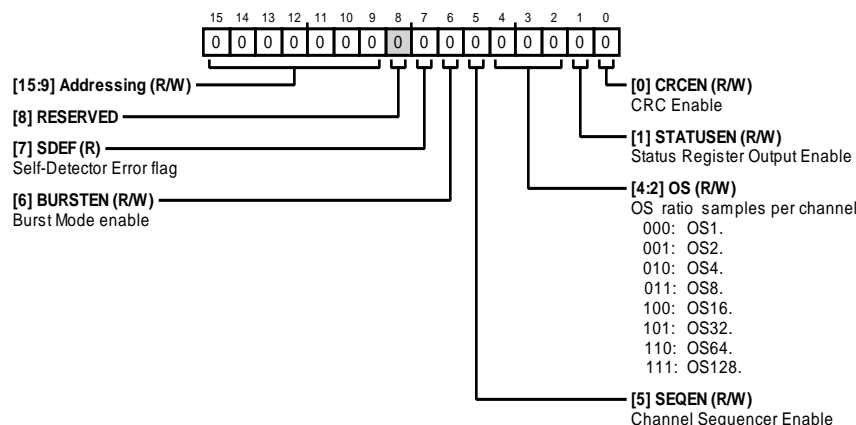 15 14 13 12 11 10 9 8 7 6 5 4 3 2 1 0
0 0 0 0 0 0 0 0 0 0 0 0 0 0 0 0
[15:9] Addressing (R/W)
[8] RESERVED
[7] SDEF (R)
Self-Detector Error flag
[6] BURSTEN (R/W)
Burst Mode enable
[0] CRCEN (R/W)
CRC Enable
[1] STATUSEN (R/W)
Status Register Output Enable
[4:2] OS (R/W)
OS ratio samples per channel
000: OS1.
001: OS2.
010: OS4.
011: OS8.
100: OS16.
101: OS32.
110: OS64.
111: OS128.
[5] SEQEN (R/W)
Channel Sequencer Enable